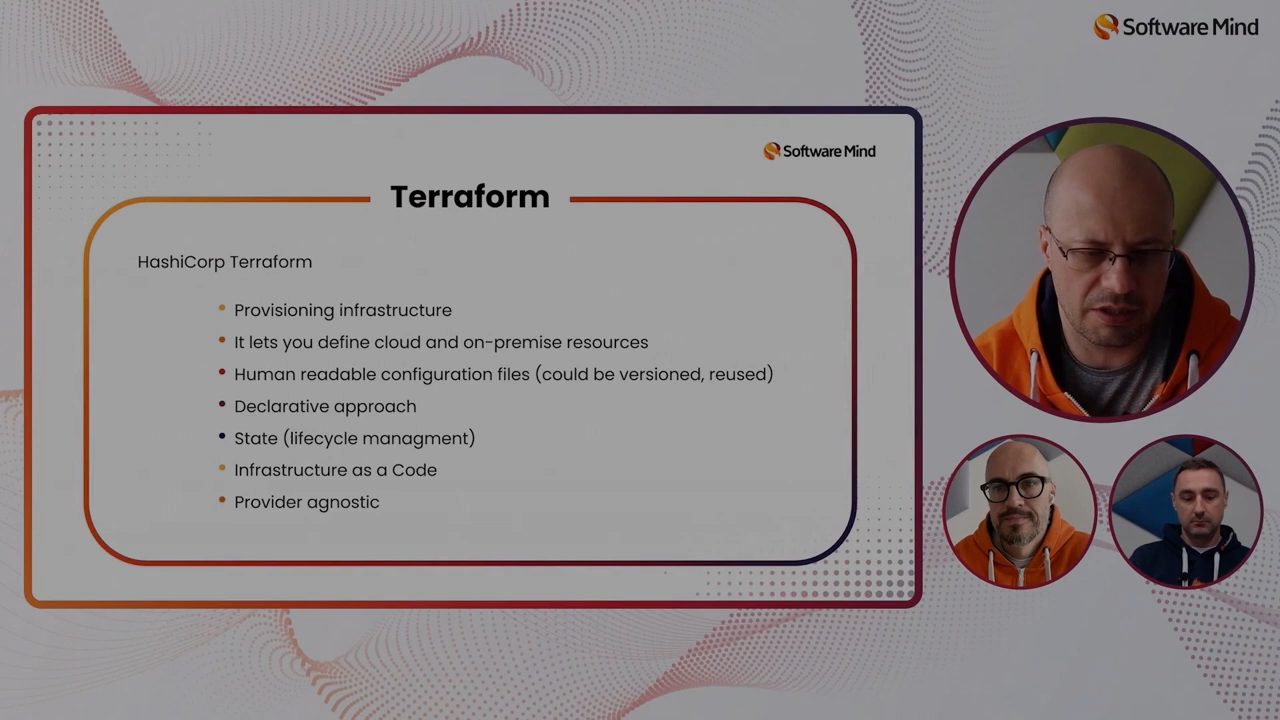 Software Mind
Software Mind
Terraform
HashiCorp Terraform
Provisioning infrastructure
It lets you define cloud and on-premise resources
Human readable configuration files (could be versioned, reused)
Declarative approach
State (lifecycle managment)
Infrastructure as a Code
Provider agnostic